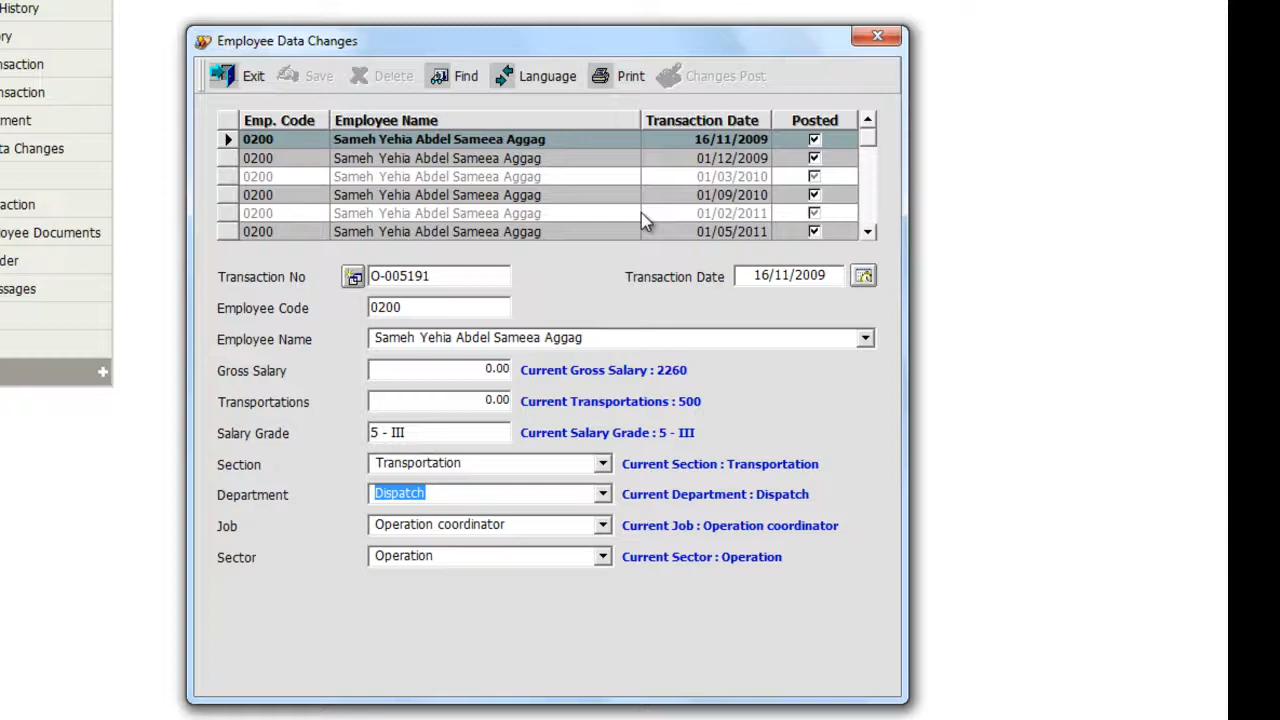 History
ry
Employee Data Changes
nsaction
Exit Save Delete Find Language Print Changes Post
nsaction
ment
Emp. Code Employee Name Transaction Date Posted
0200 Sameh Yehia Abdel Sameea Aggag 16/11/2009
ta Changes
0200 Sameh Yehia Abdel Sameea Aggag 01/12/2009
0200 Sameh Yehia Abdel Sameea Aggag 01/03/2010
0200 Sameh Yehia Abdel Sameea Aggag 01/09/2010
action
0200 Sameh Yehia Abdel Sameea Aggag 01/02/2011
oyee Documents
0200 Sameh Yehia Abdel Sameea Aggag 01/05/2011
der
Transaction No O-005191 Transaction Date 16/11/2009
ssages
Employee Code 0200
Employee Name Sameh Yehia Abdel Sameea Aggag
Gross Salary 0.00 Current Gross Salary : 2260
Transportations 0.00 Current Transportations : 500
Salary Grade 5 - III Current Salary Grade : 5 - III
Section Transportation Current Section : Transportation
Department Dispatch Current Department : Dispatch
Job Operation coordinator Current Job : Operation coordinator
Sector Operation Current Sector : Operation